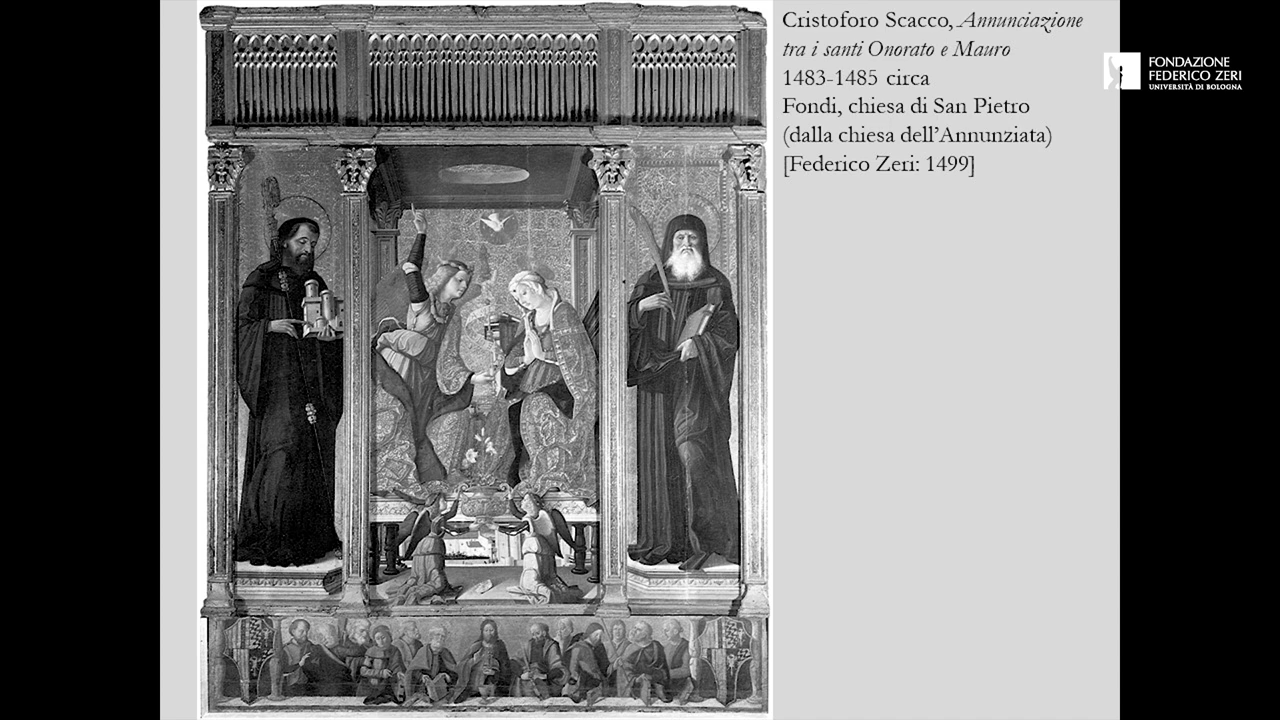 Cristoforo Scacco, Annunciazione
tra i santi Onorato e Mauro
1483-1485 circa
Fondi, chiesa di San Pietro
(dalla chiesa dell'Annunziata)
[Federico Zeri: 1499]
FONDAZIONE
FEDERICO ZERI
UNIVERSITÀ DI BOLOGNA